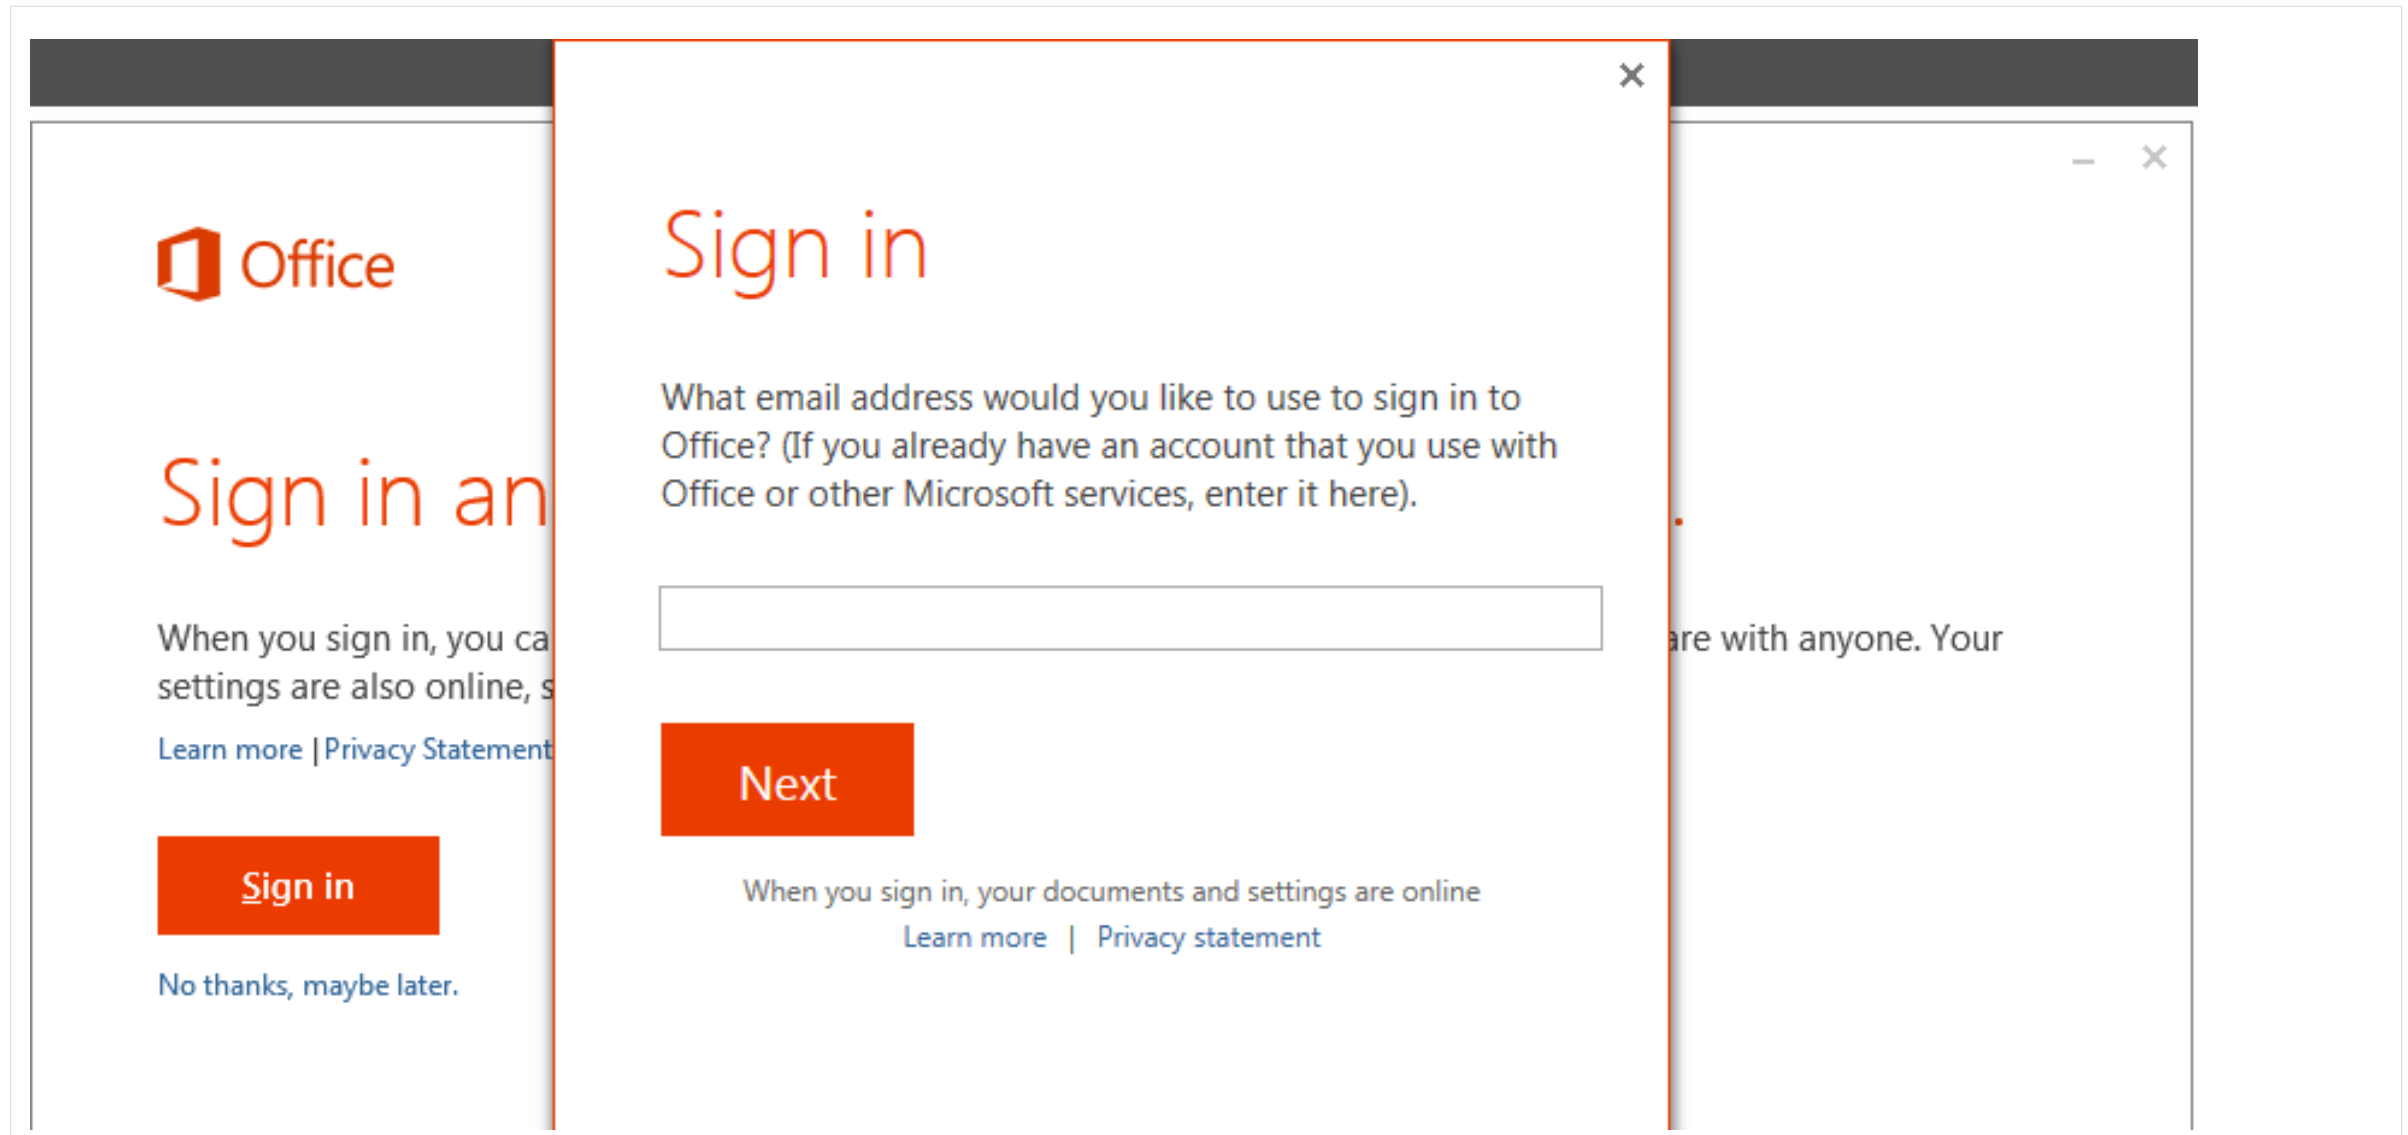 Office
Sign in an
When you sign in, you ca
settings are also online, s
Learn more | Privacy Statement
Sign in
No thanks, maybe later.
Sign in
What email address would you like to use to sign in to
Office? (If you already have an account that you use with
Office or other Microsoft services, enter it here).
Next
When you sign in, your documents and settings are online
Learn more | Privacy statement
.
are with anyone. Your